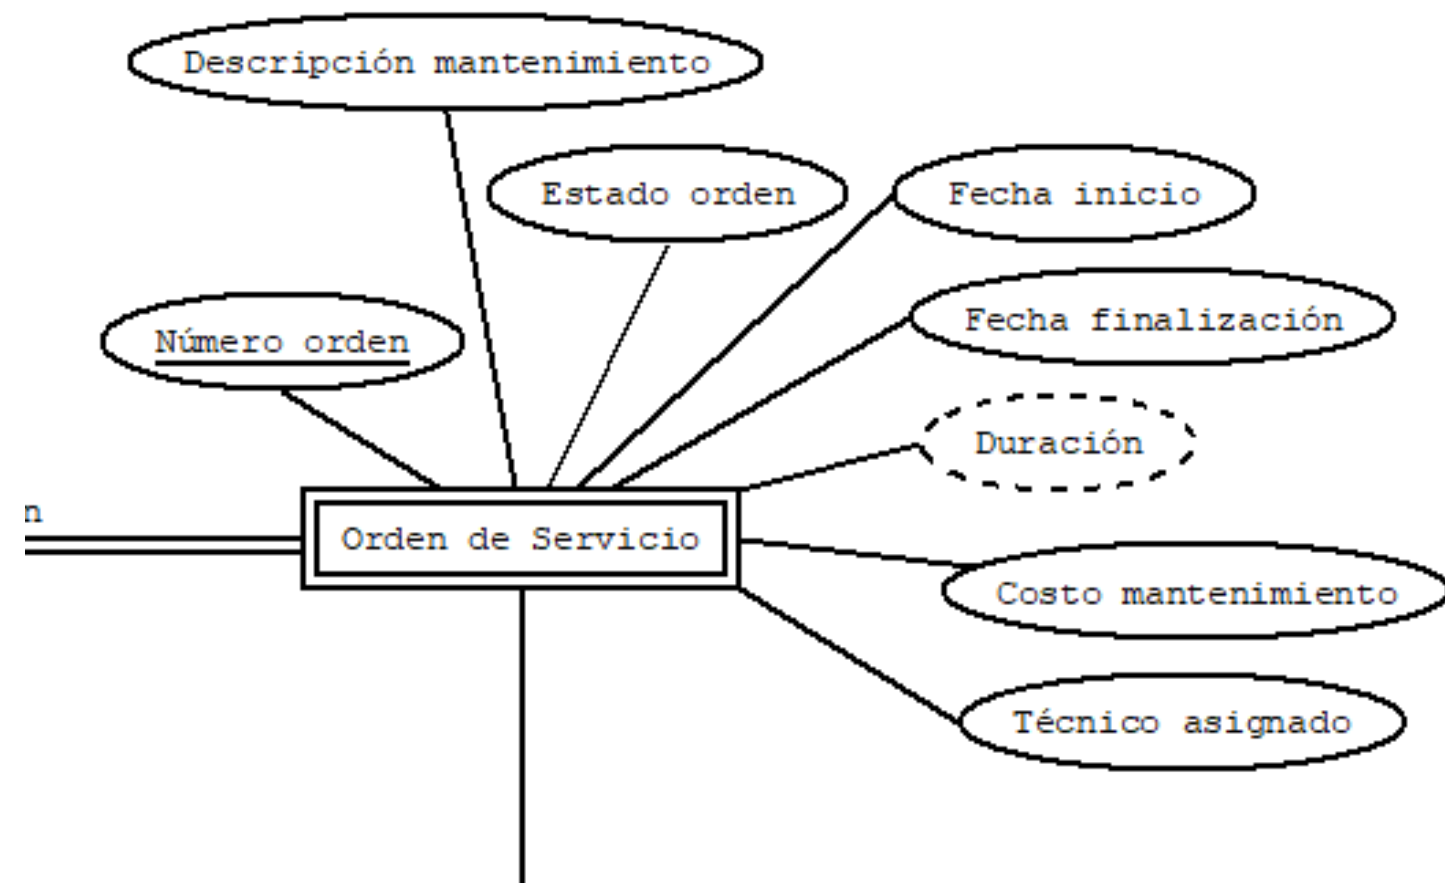 Descripción mantenimiento
Estado orden
Fecha inicio
Fecha finalización
Número orden
Duración
n
Orden de Servicio
Costo mantenimiento
Técnico asignado